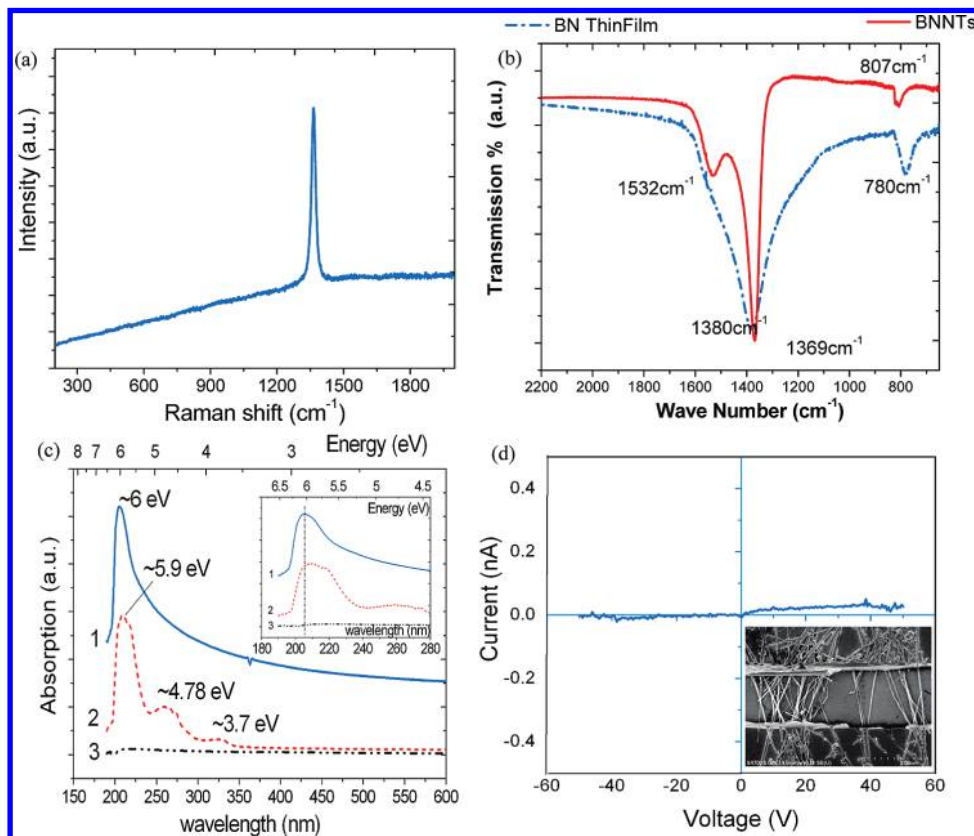 BN ThinFilm BNNTs
(a)
Intensity (a.u.)
300 600 900 1200 1500 1800
Raman shift (cm-1)
(b)
807cm-1
1532cm-1
780cm-1
1380cm-1
1369cm-1
Transmission % (a.u.)
2200 2000 1800 1600 1400 1200 1000 800
Wave Number (cm-1)
(c)
Energy (eV)
8 7 6 5 4 3
~6 eV
~5.9 eV
~4.78 eV
~3.7 eV
1
2
3
Absorption (a.u.)
150 200 250 300 350 400 450 500 550 600
wavelength (nm)
6.5 6 5.5 5 4.5
Energy (eV)
1
2
3
wavelength (nm)
200 220 240 260 280
(d)
Current (nA)
0.4
0.2
0.0
-0.2
-0.4
-60 -40 -20 0 20 40 60
Voltage (V)